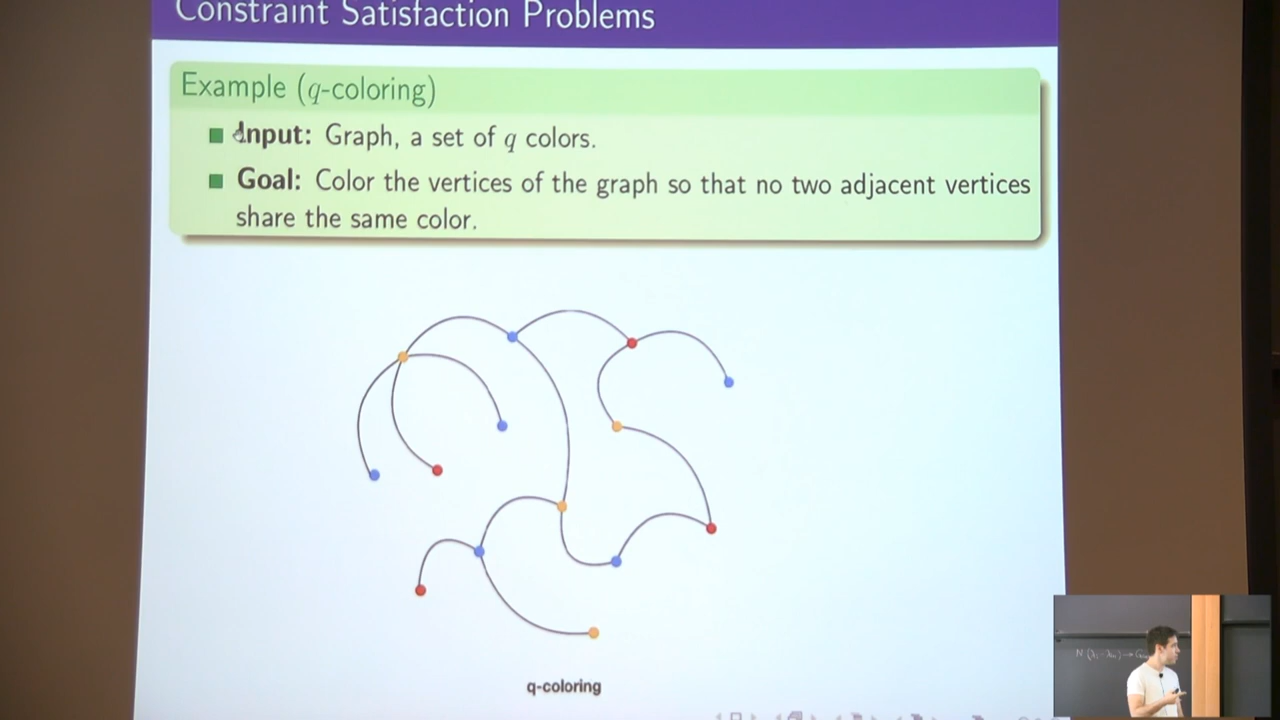 Constraint Satisfaction Problems
Example (q-coloring)
Input: Graph, a set of q colors.
Goal: Color the vertices of the graph so that no two adjacent vertices
share the same color.
q-coloring